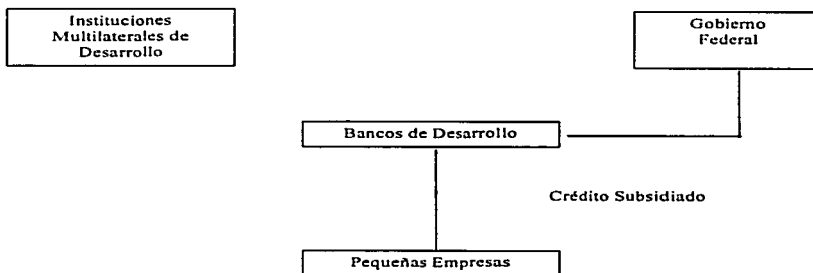 Instituciones
Multilaterales de
Desarrollo
Gobierno
Federal
Bancos de Desarrollo
Crédito Subsidiado
Pequeñas Empresas